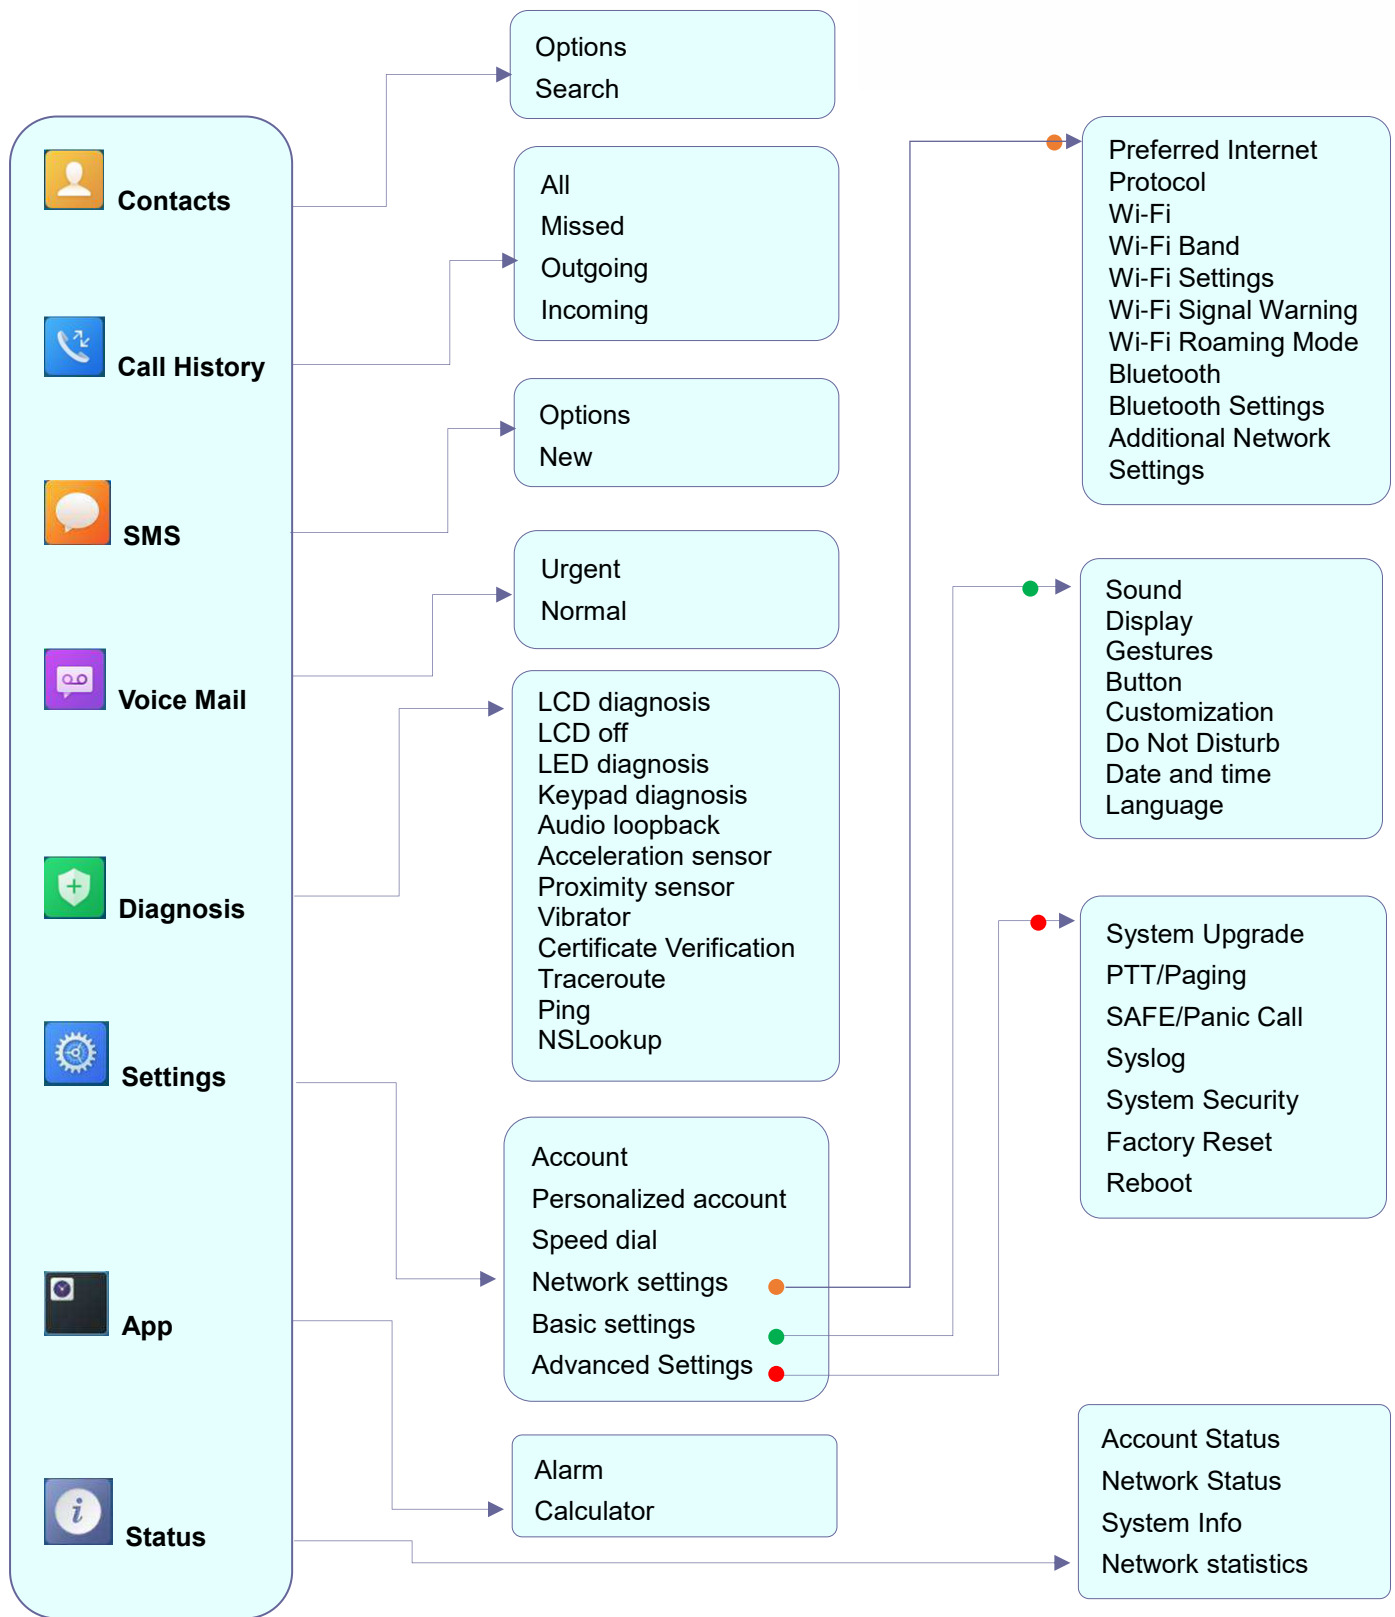 Contacts
Call History
SMS
Voice Mail
Diagnosis
Settings
App
Status
Options
Search
All
Missed
Outgoing
Incoming
Options
New
Urgent
Normal
LCD diagnosis
LCD off
LED diagnosis
Keypad diagnosis
Audio loopback
Acceleration sensor
Proximity sensor
Vibrator
Certificate Verification
Traceroute
Ping
NSLookup
Account
Personalized account
Speed dial
Network settings
Basic settings
Advanced Settings
Alarm
Calculator
Preferred Internet
Protocol
Wi-Fi
Wi-Fi Band
Wi-Fi Settings
Wi-Fi Signal Warning
Wi-Fi Roaming Mode
Bluetooth
Bluetooth Settings
Additional Network
Settings
Sound
Display
Gestures
Button
Customization
Do Not Disturb
Date and time
Language
System Upgrade
PTT/Paging
SAFE/Panic Call
Syslog
System Security
Factory Reset
Reboot
Account Status
Network Status
System Info
Network statistics